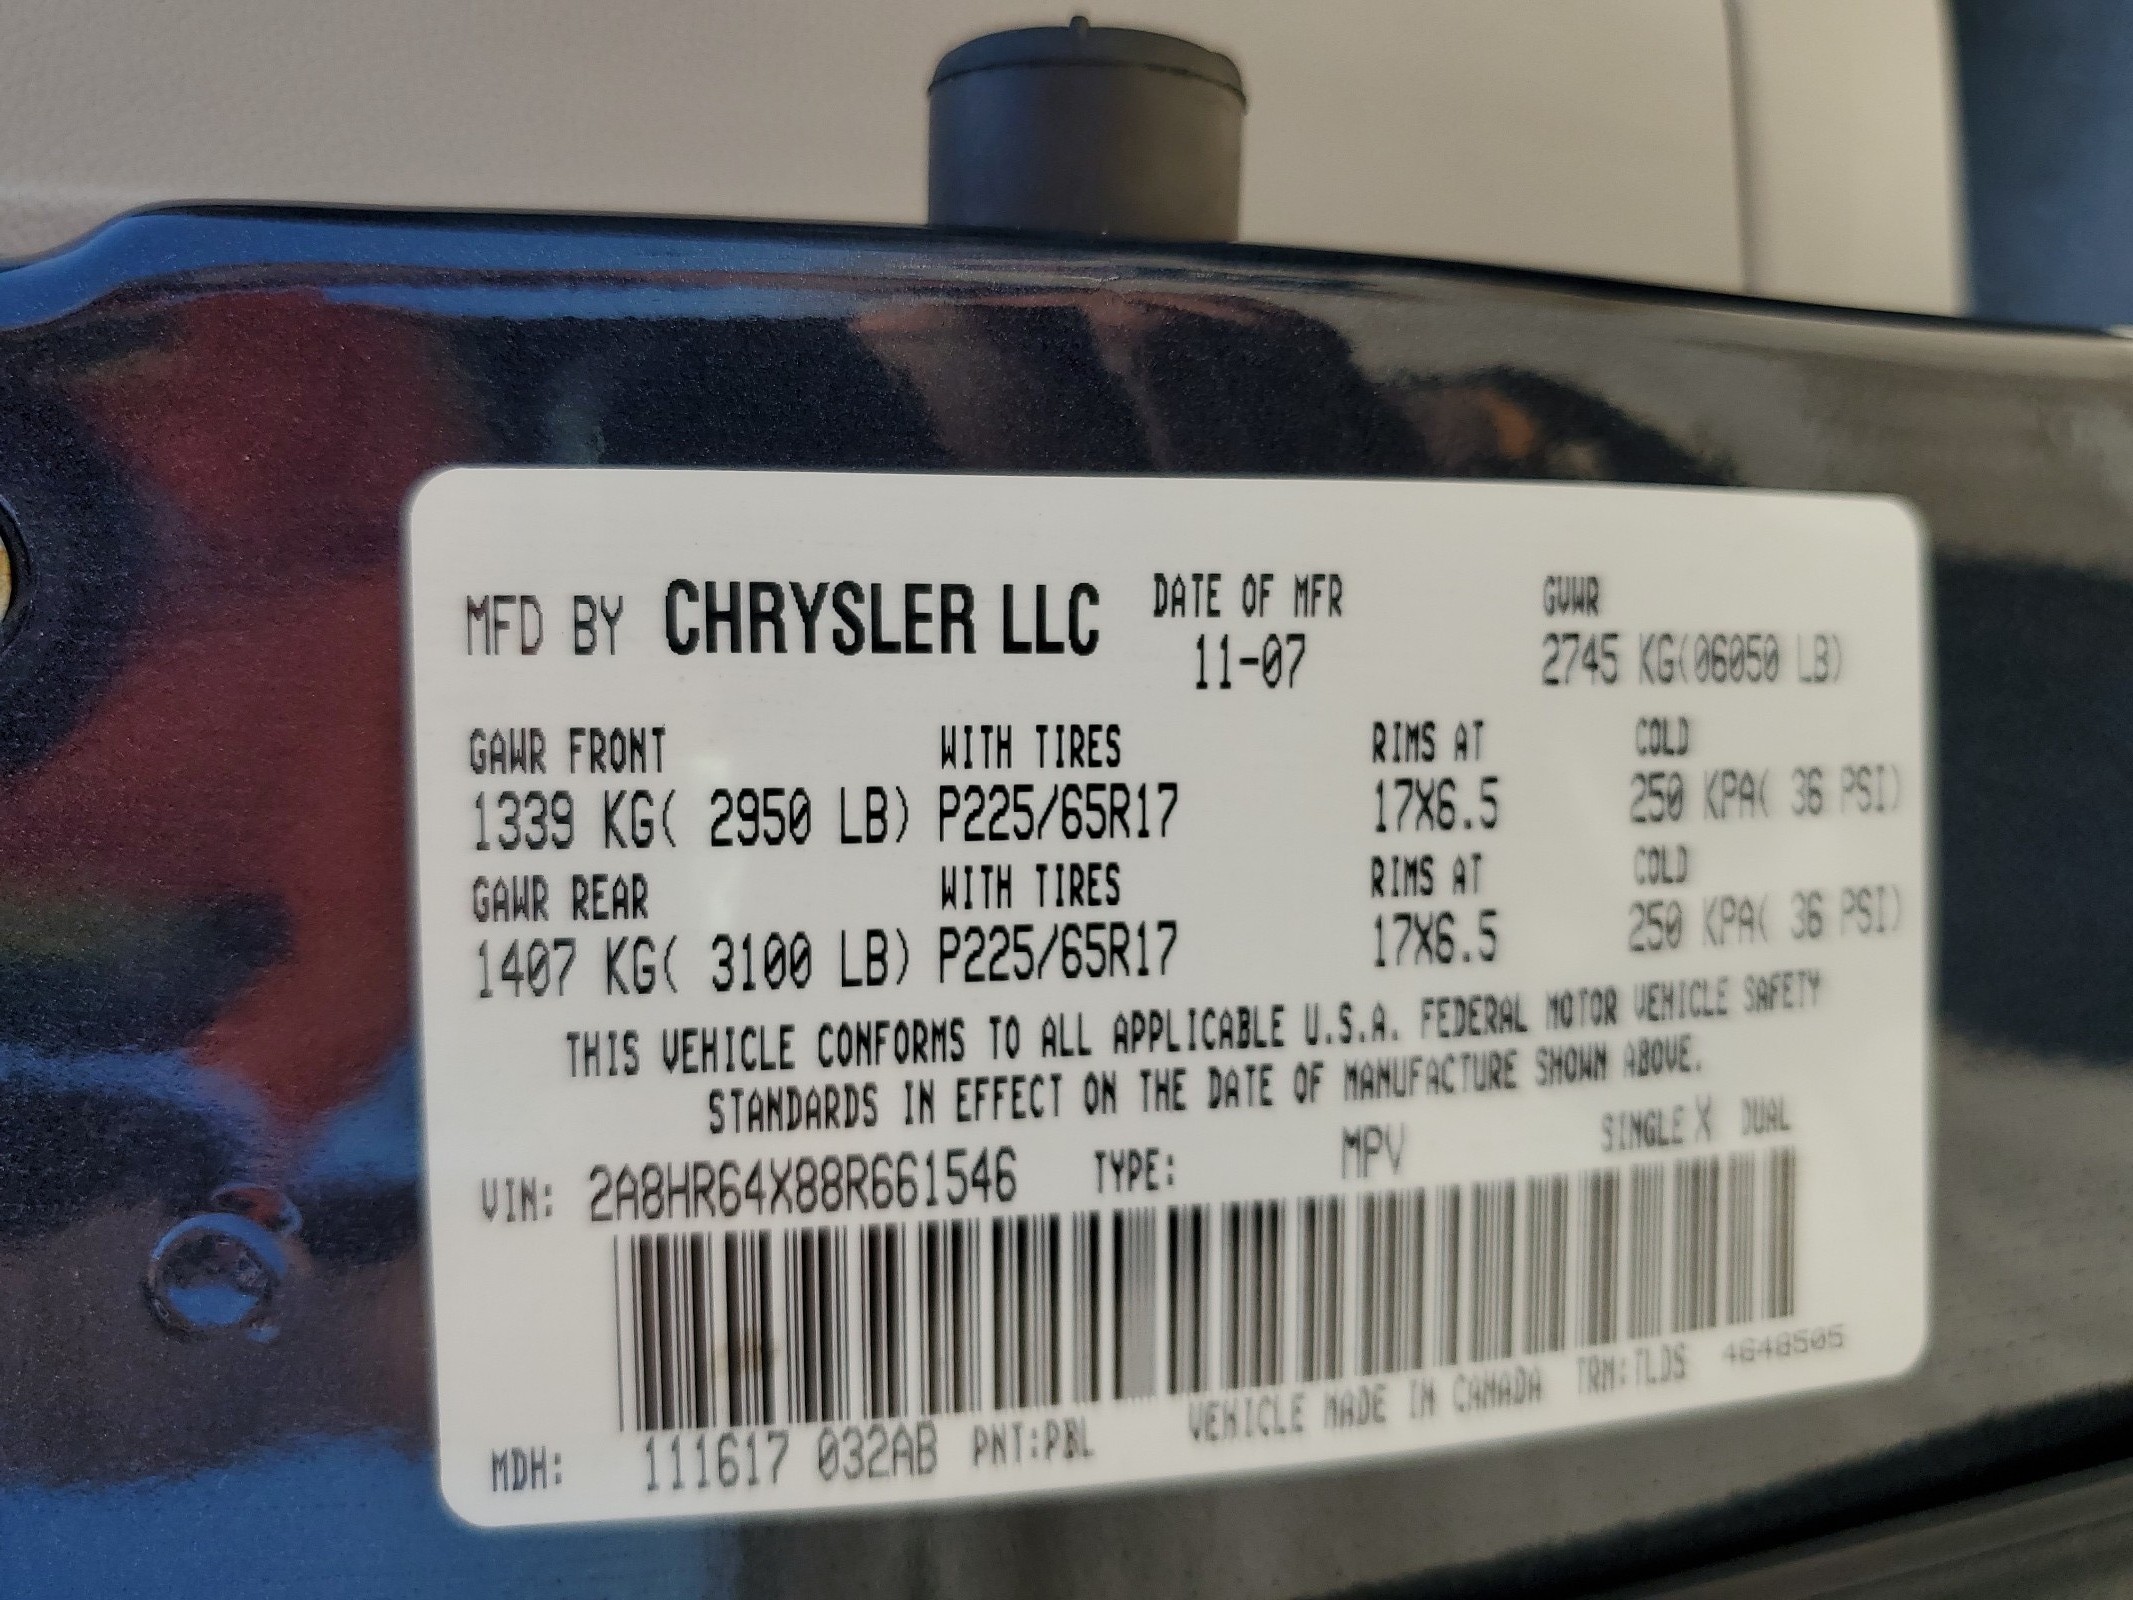 MFD BY CHRYSLER LLC DATE OF MFR GVWR
11-07 2745 KG(06050 LB)
GAWR FRONT WITH TIRES RIMS AT COLD
1339 KG( 2950 LB) P225/65R17 17X6.5 250 KPA( 36 PSI)
GAWR REAR WITH TIRES RIMS AT COLD
1407 KG( 3100 LB) P225/65R17 17X6.5 250 KPA( 36 PSI)
THIS VEHICLE CONFORMS TO ALL APPLICABLE U.S.A. FEDERAL MOTOR VEHICLE SAFETY
STANDARDS IN EFFECT ON THE DATE OF MANUFACTURE SHOWN ABOVE.
VIN: 2A8HR64X88R661546 TYPE: MPV SINGLE X DUAL
MDH: 111617 032AB PNT:PBL VEHICLE MADE IN CANADA TRM:TLDS 4648505